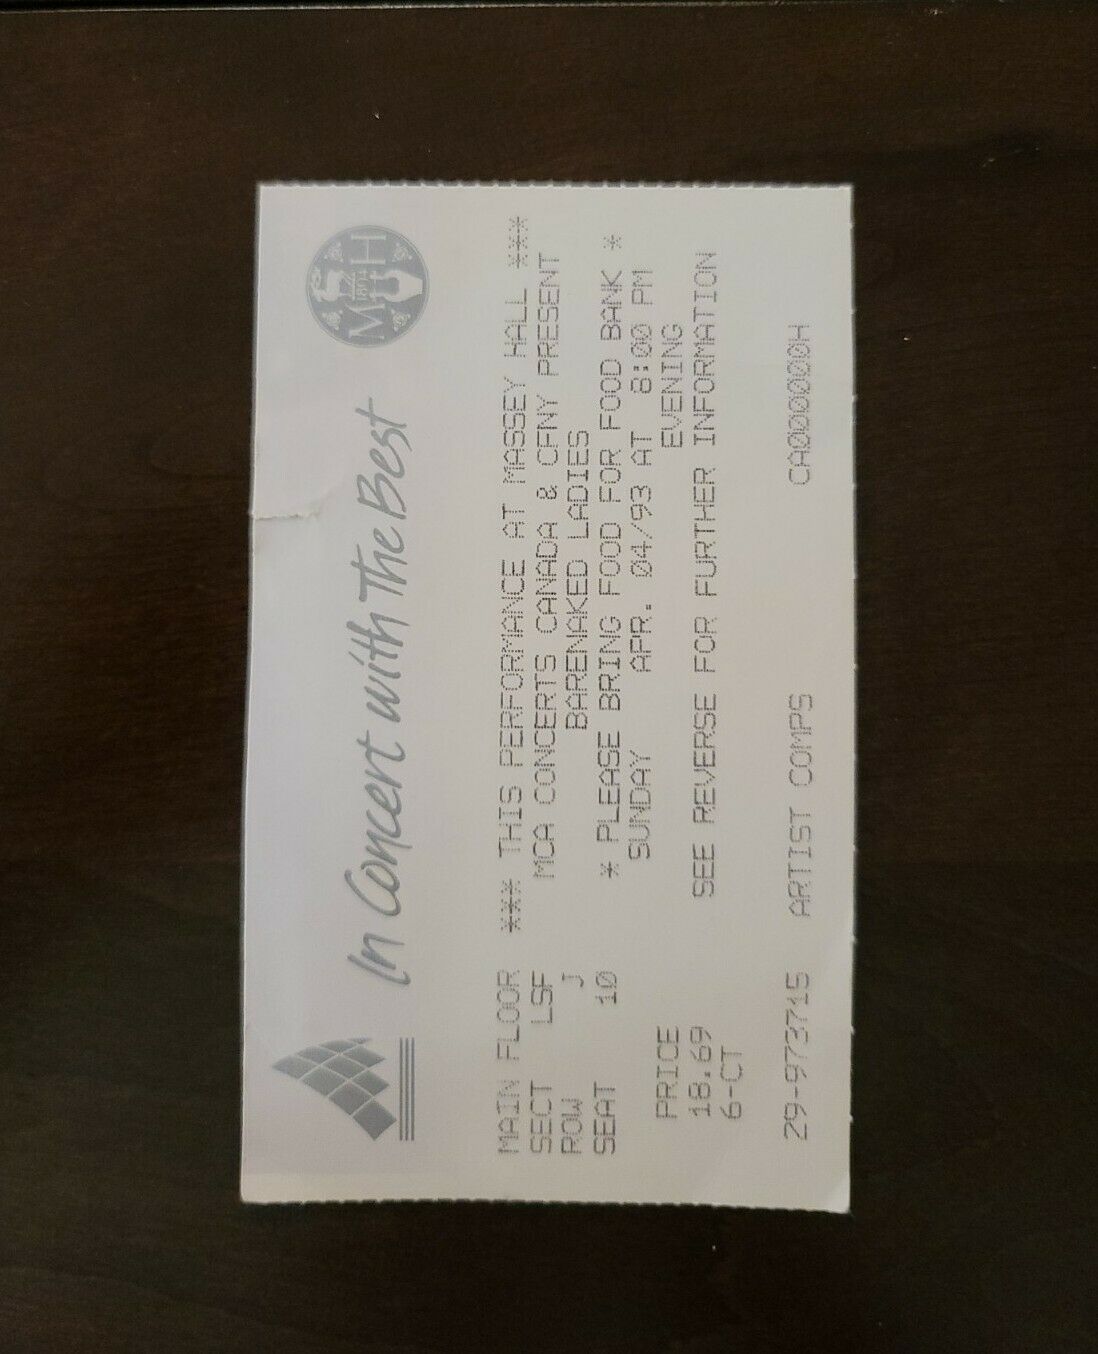 In Concert with The Best
M H
1894
MAIN FLOOR *** THIS PERFORMANCE AT MASSEY HALL ***
SECT LSF MCA CONCERTS CANADA & CFNY PRESENT
ROW J BARENAKED LADIES
SEAT 10 * PLEASE BRING FOOD FOR FOOD BANK *
SUNDAY APR. 04/93 AT 8:00 PM
PRICE EVENING
18.69 SEE REVERSE FOR FURTHER INFORMATION
6-CT
29-973715 ARTIST COMPS CA000000H